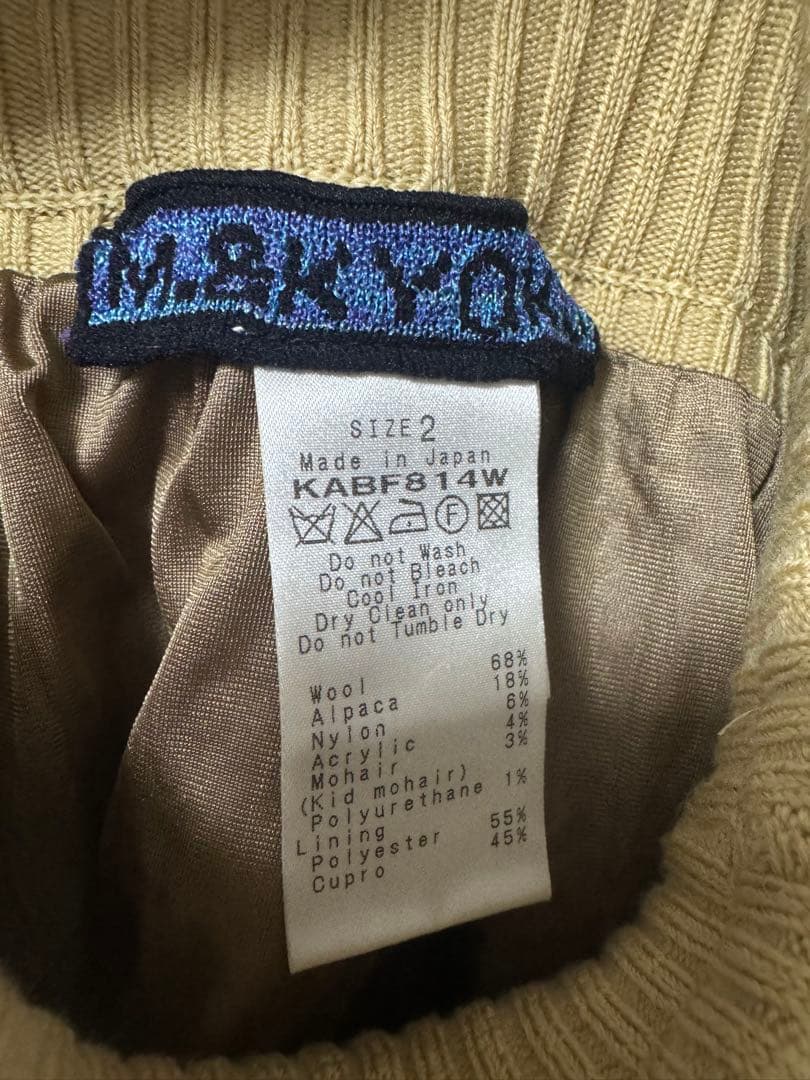 M.&KYOK
SIZE 2
Made in Japan
KABF814W
F
Do not Wash
Do not Bleach
Cool Iron
Dry Clean only
Do not Tumble Dry
Wool 68%
Alpaca 18%
Nylon 6%
Acrylic 4%
Mohair 3%
(Kid mohair)
Polyurethane 1%
Lining
Polyester 55%
Cupro 45%